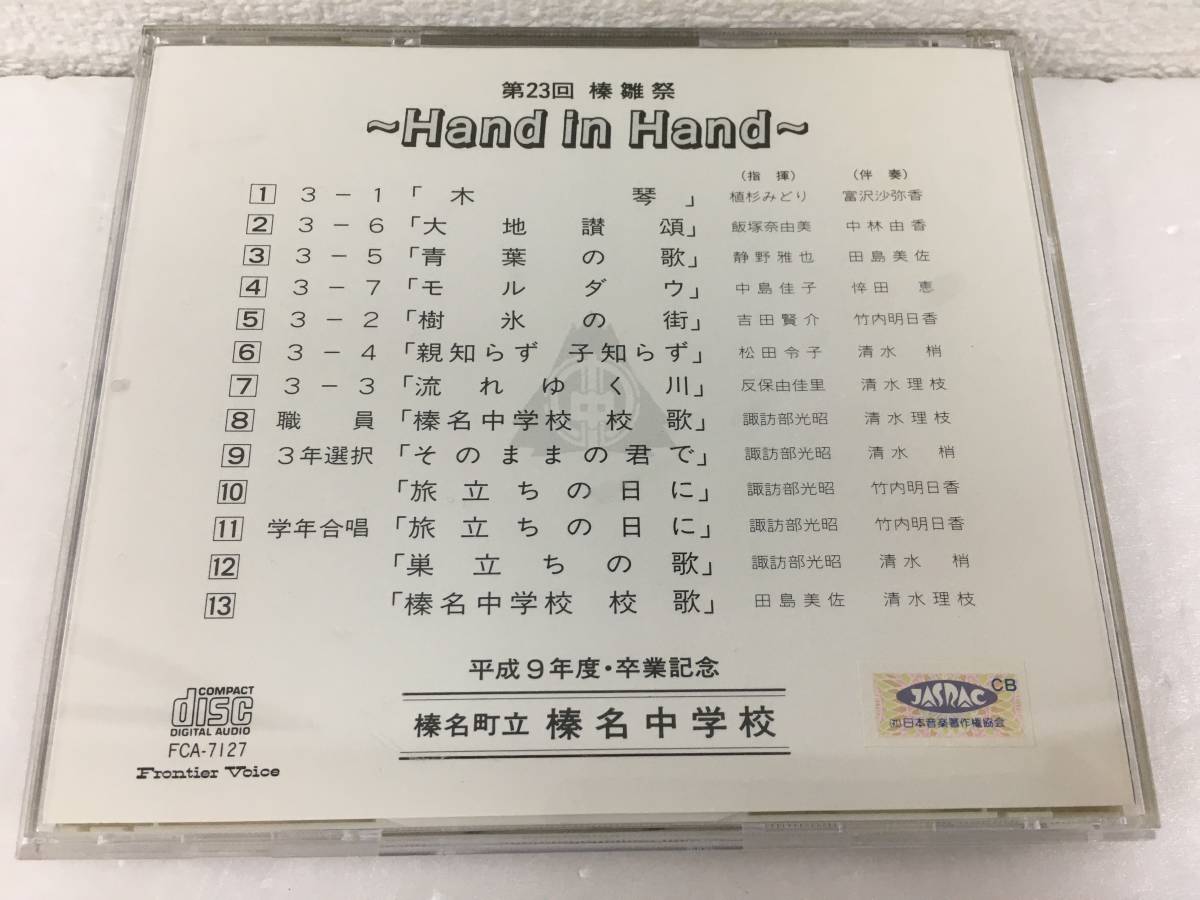 第23回 榛雛祭
～Hand in Hand～
(指揮) (伴奏)
1 3－1 「木琴」 植杉みどり 富沢沙弥香
2 3－6 「大地讃頌」 飯塚奈由美 中林由香
3 3－5 「青葉の歌」 静野雅也 田島美佐
4 3－7 「モルダウ」 中島佳子 悴田恵
5 3－2 「樹氷の街」 吉田賢介 竹内明日香
6 3－4 「親知らず 子知らず」 松田令子 清水梢
7 3－3 「流れゆく川」 反保由佳里 清水理枝
8 職員 「榛名中学校 校歌」 諏訪部光昭 清水理枝
9 3年選択 「そのままの君で」 諏訪部光昭 清水梢
10 「旅立ちの日に」 諏訪部光昭 竹内明日香
11 学年合唱 「旅立ちの日に」 諏訪部光昭 竹内明日香
12 「巣立ちの歌」 諏訪部光昭 清水梢
13 「榛名中学校 校歌」 田島美佐 清水理枝
平成9年度・卒業記念
榛名町立 榛名中学校
COMPACT
disc
DIGITAL AUDIO
FCA-7127
Frontier Voice
JASRAC CB
(社)日本音楽著作権協会